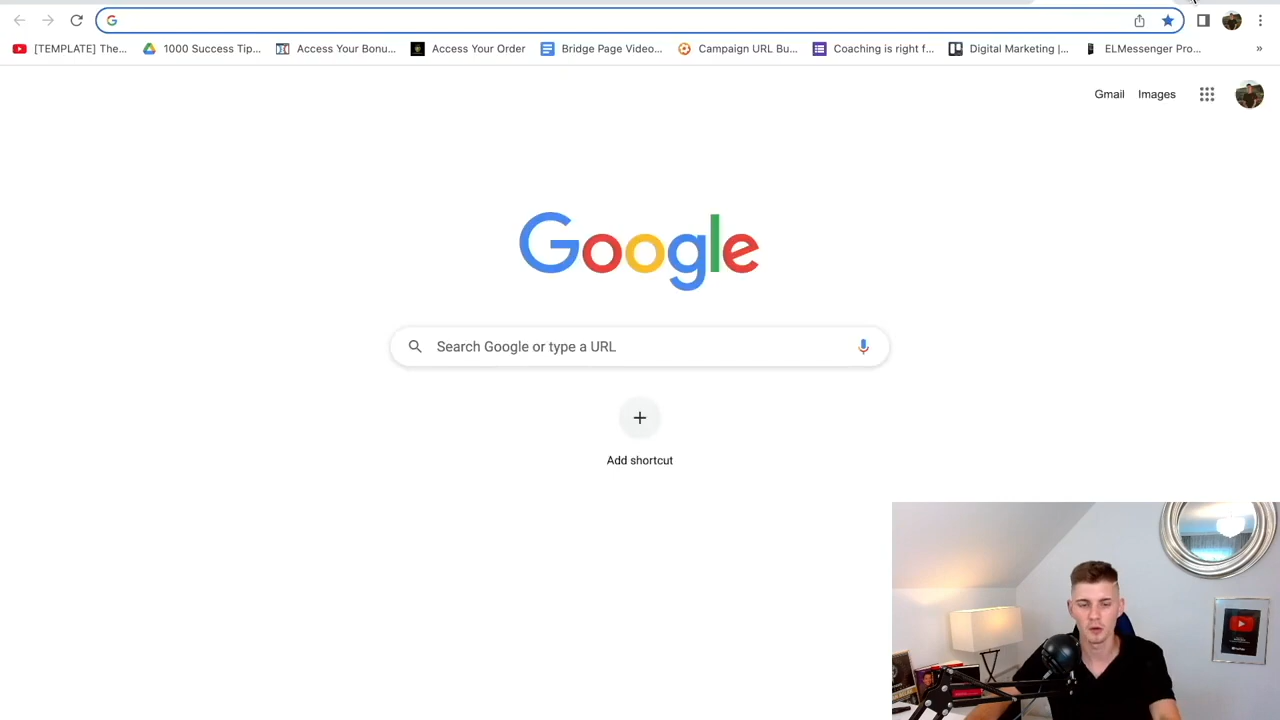 [TEMPLATE] The...
1000 Success Tip...
Access Your Bonu...
Access Your Order
Bridge Page Video...
Campaign URL Bu...
Coaching is right f...
Digital Marketing |...
ELMessenger Pro...
»
Gmail
Images
Google
Search Google or type a URL
Add shortcut